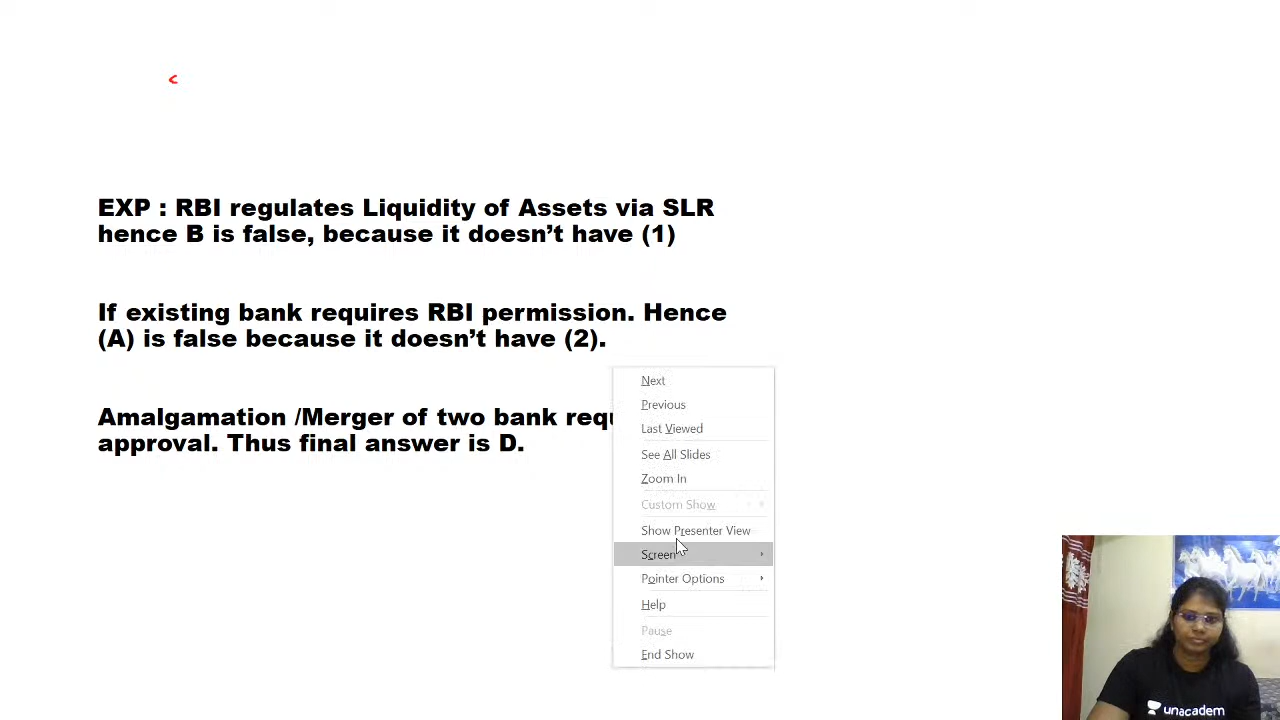 EXP : RBI regulates Liquidity of Assets via SLR
hence B is false, because it doesn’t have (1)
If existing bank requires RBI permission. Hence
(A) is false because it doesn’t have (2).
Amalgamation /Merger of two bank
approval. Thus final answer is D.
Next
Previous
Last Viewed
See All Slides
Zoom In
Custom Show
Show Presenter View
Screen
Pointer Options
Help
Pause
End Show
unacadem